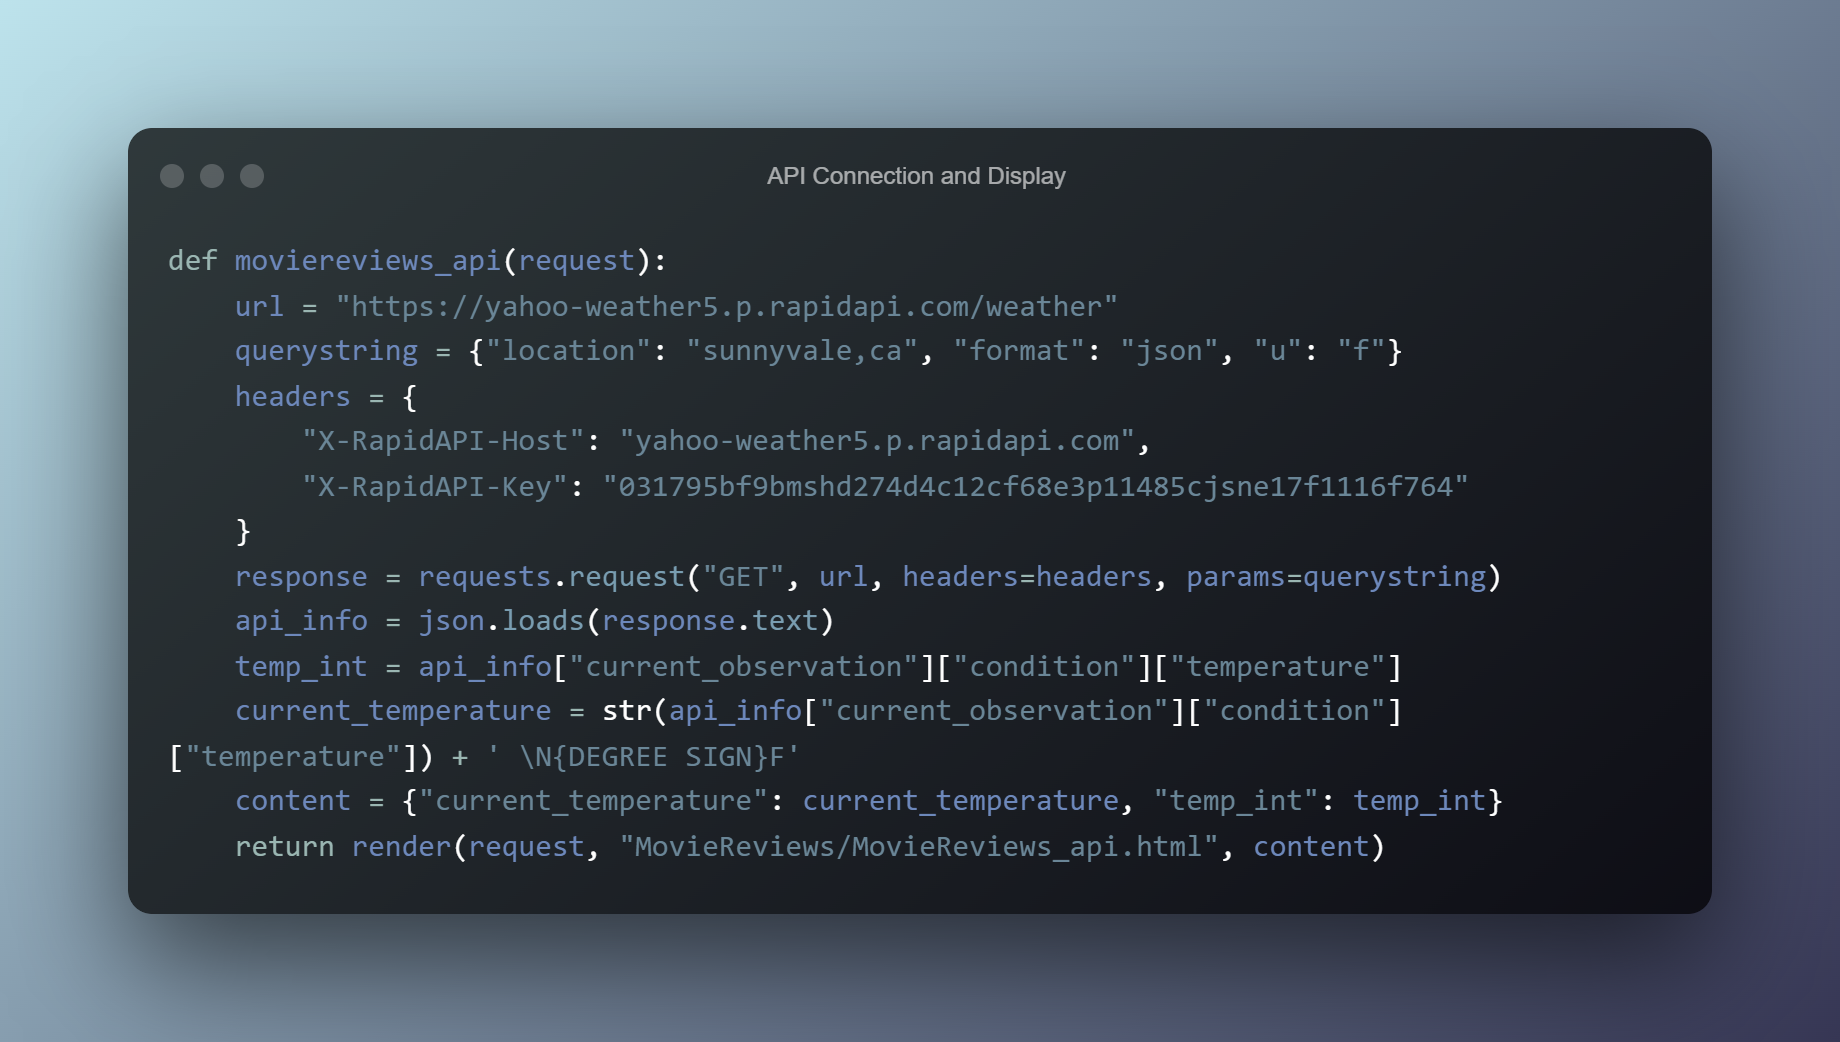 API Connection and Display
def moviereviews_api(request):
    url = "https://yahoo-weather5.p.rapidapi.com/weather"
    querystring = {"location": "sunnyvale,ca", "format": "json", "u": "f"}
    headers = {
        "X-RapidAPI-Host": "yahoo-weather5.p.rapidapi.com",
        "X-RapidAPI-Key": "031795bf9bmshd274d4c12cf68e3p11485cjsne17f1116f764"
    }
    response = requests.request("GET", url, headers=headers, params=querystring)
    api_info = json.loads(response.text)
    temp_int = api_info["current_observation"]["condition"]["temperature"]
    current_temperature = str(api_info["current_observation"]["condition"]
["temperature"]) + ' \N{DEGREE SIGN}F'
    content = {"current_temperature": current_temperature, "temp_int": temp_int}
    return render(request, "MovieReviews/MovieReviews_api.html", content)